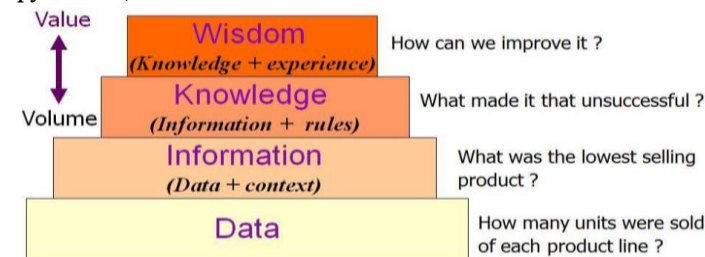 Value
Wisdom
(Knowledge + experience)
How can we improve it ?
Knowledge
What made it that unsuccessful ?
Volume
(Information + rules)
Information
What was the lowest selling
(Data + context)
product ?
Data
How many units were sold
of each product line ?